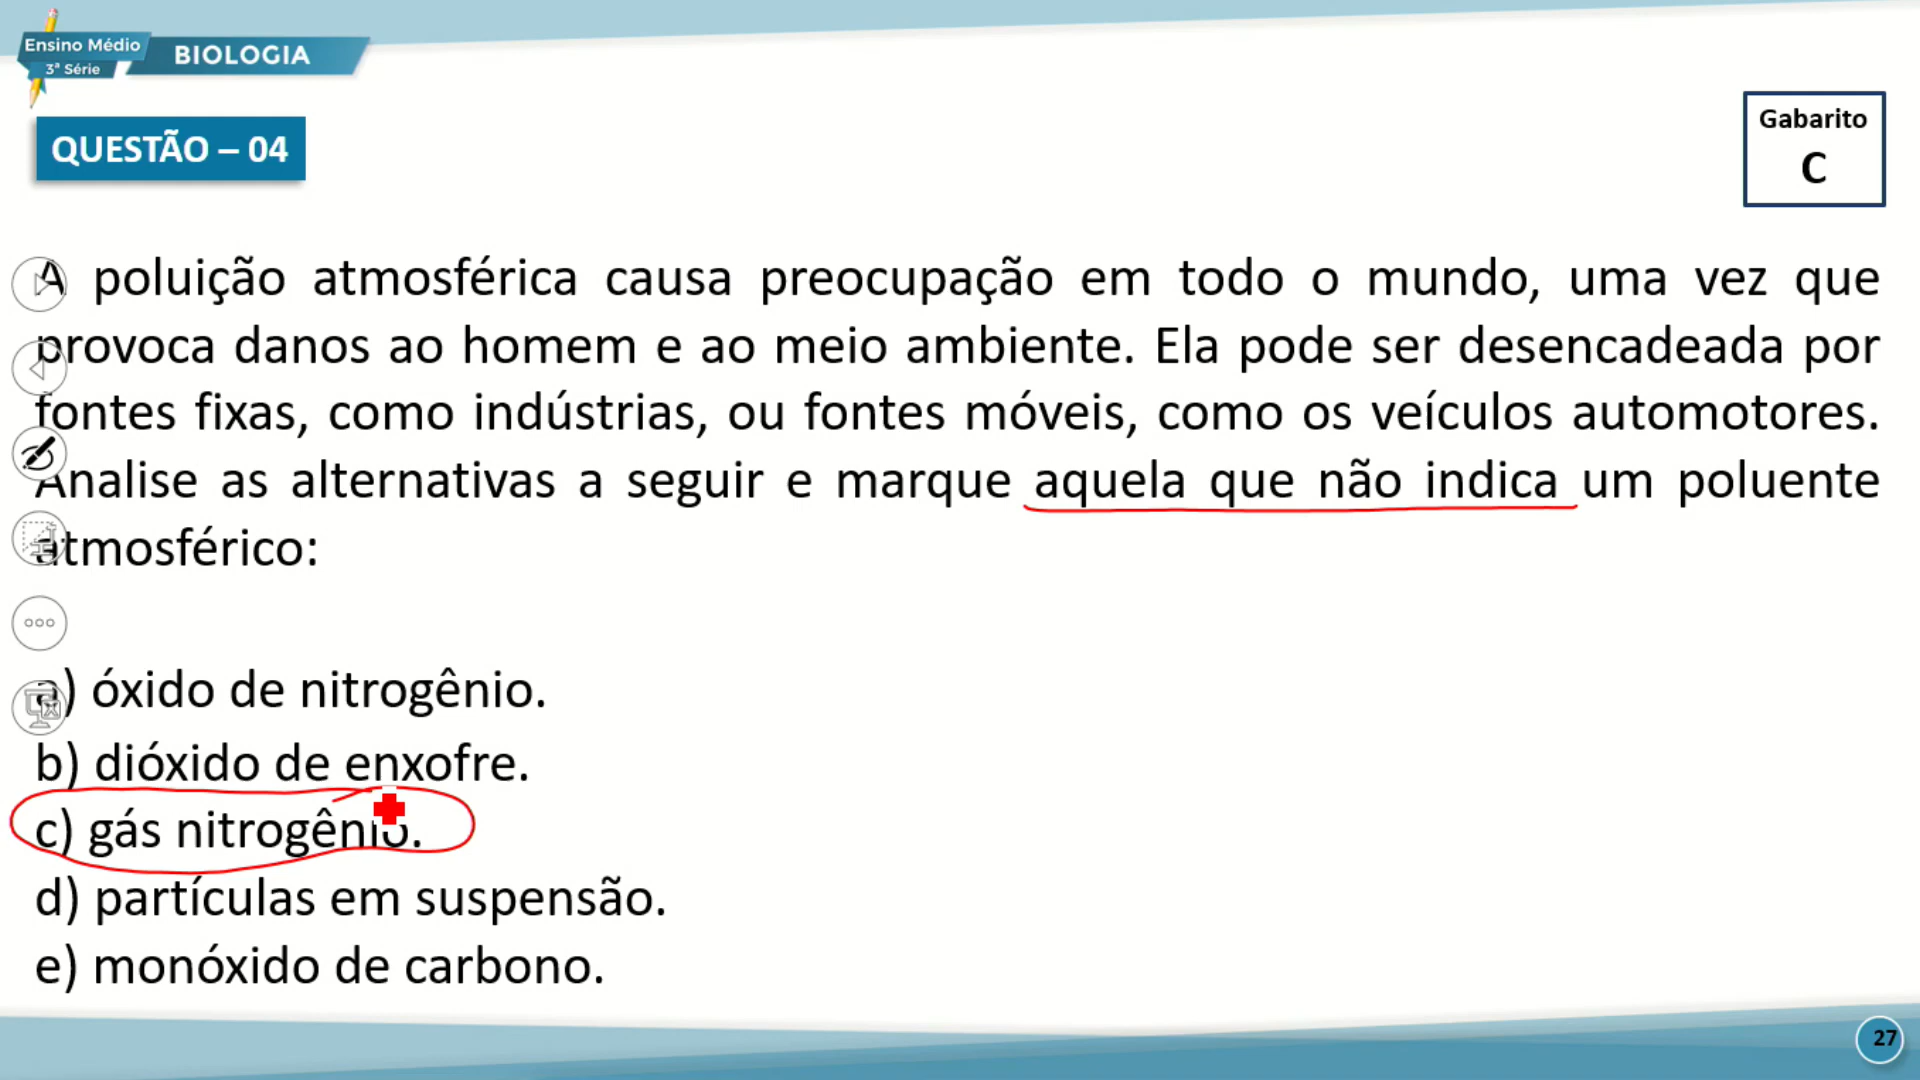 Ensino Médio
3ª Série
BIOLOGIA
QUESTÃO – 04
Gabarito
C
A poluição atmosférica causa preocupação em todo o mundo, uma vez que
provoca danos ao homem e ao meio ambiente. Ela pode ser desencadeada por
fontes fixas, como indústrias, ou fontes móveis, como os veículos automotores.
Analise as alternativas a seguir e marque aquela que não indica um poluente
atmosférico:
a) óxido de nitrogênio.
b) dióxido de enxofre.
c) gás nitrogênio.
d) partículas em suspensão.
e) monóxido de carbono.
27